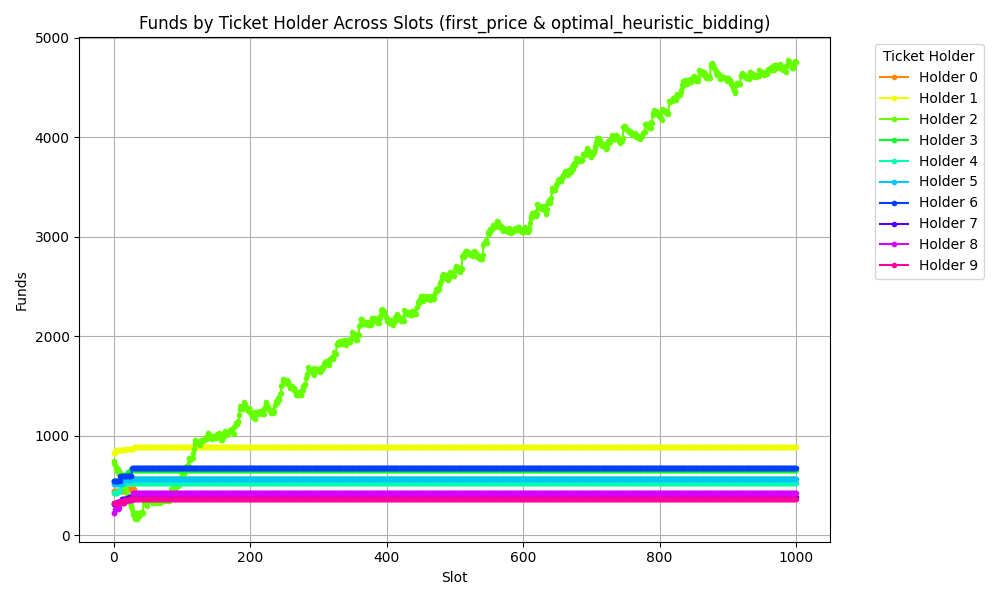 Funds by Ticket Holder Across Slots (first_price & optimal_heuristic_bidding)
Ticket Holder
Holder 0
Holder 1
Holder 2
Holder 3
Holder 4
Holder 5
Holder 6
Holder 7
Holder 8
Holder 9
Funds
5000
4000
3000
2000
1000
0
0
200
400
600
800
1000
Slot